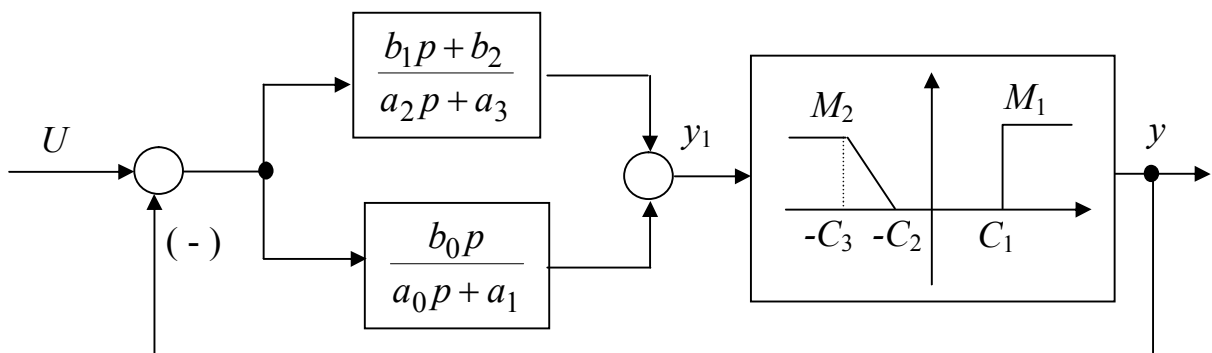 U
( - )
b₁p + b₂
a₂p + a₃
b₀p
a₀p + a₁
y₁
M₂
M₁
-C₃
-C₂
C₁
y